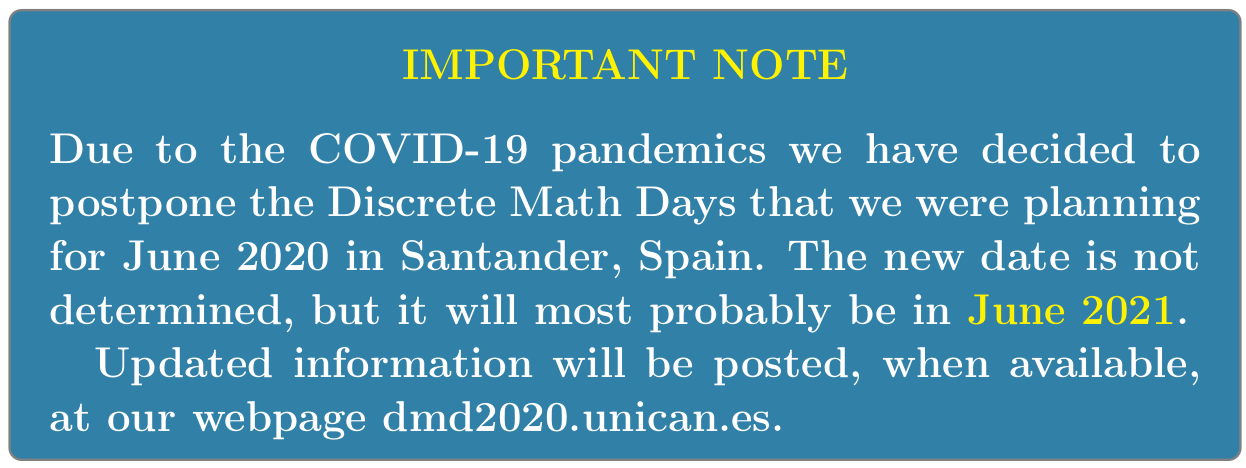 IMPORTANT NOTE
Due to the COVID-19 pandemics we have decided to
postpone the Discrete Math Days that we were planning
for June 2020 in Santander, Spain. The new date is not
determined, but it will most probably be in June 2021.
Updated information will be posted, when available,
at our webpage dmd2020.unican.es.